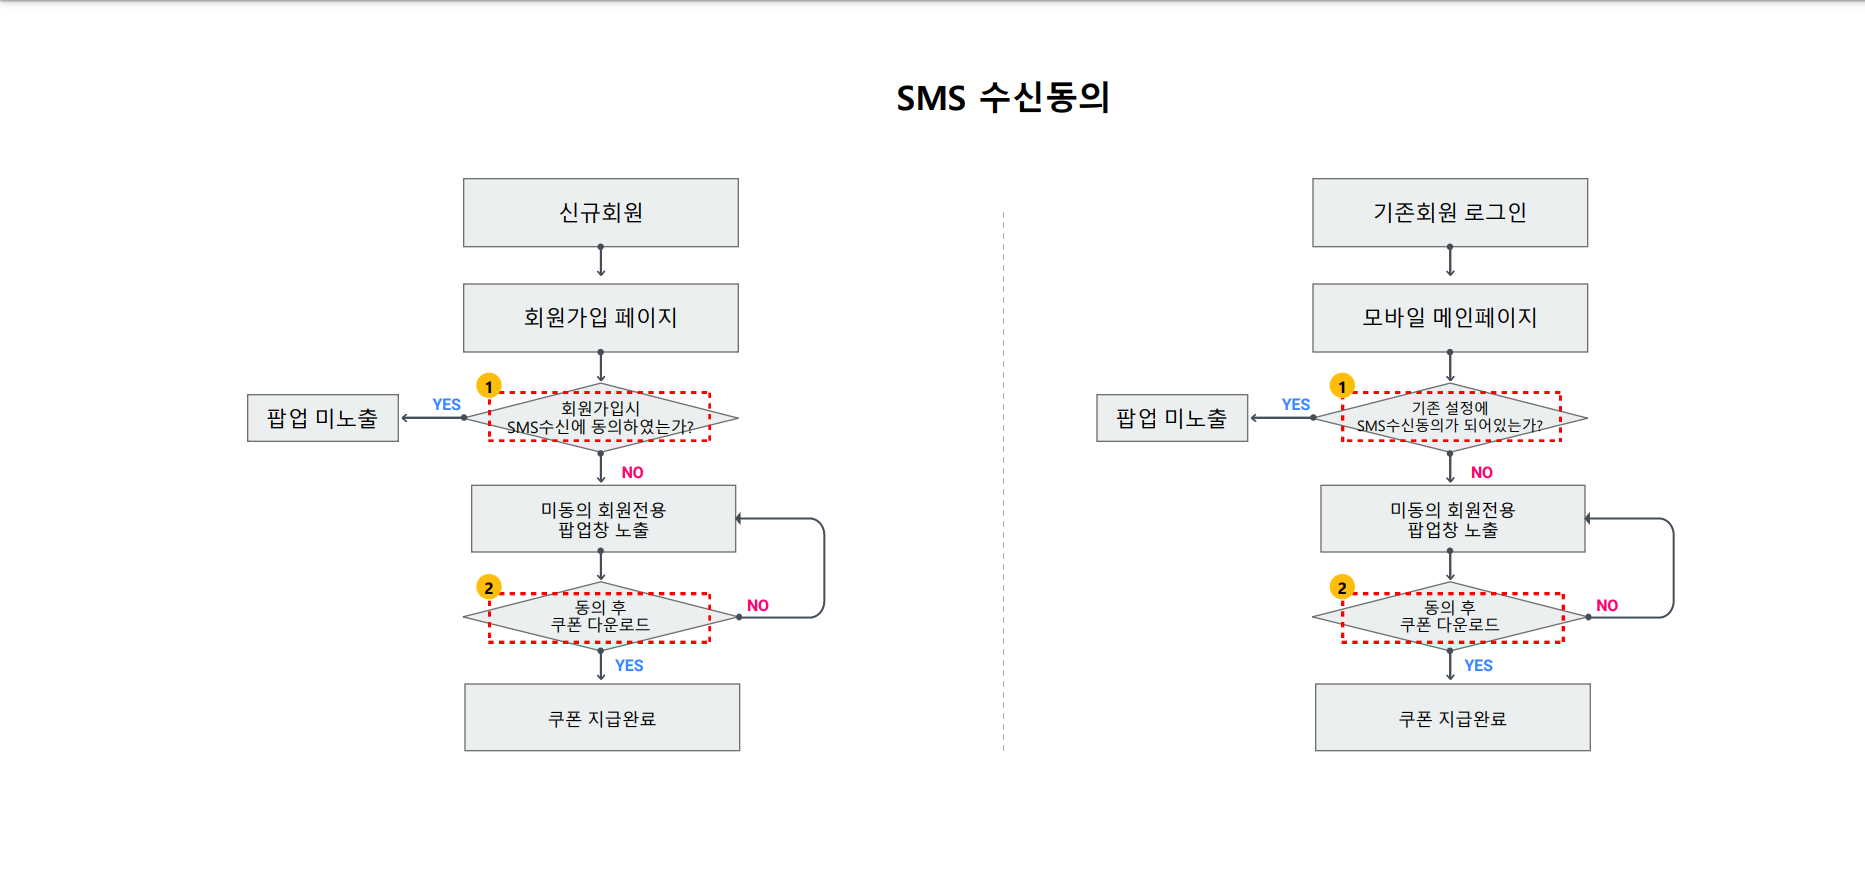 SMS 수신동의
신규회원
회원가입 페이지
1
회원가입시
SMS수신에 동의하였는가?
YES
팝업 미노출
NO
미동의 회원전용
팝업창 노출
2
동의 후
쿠폰 다운로드
NO
YES
쿠폰 지급완료
기존회원 로그인
모바일 메인페이지
1
기존 설정에
SMS수신동의가 되어있는가?
YES
팝업 미노출
NO
미동의 회원전용
팝업창 노출
2
동의 후
쿠폰 다운로드
NO
YES
쿠폰 지급완료